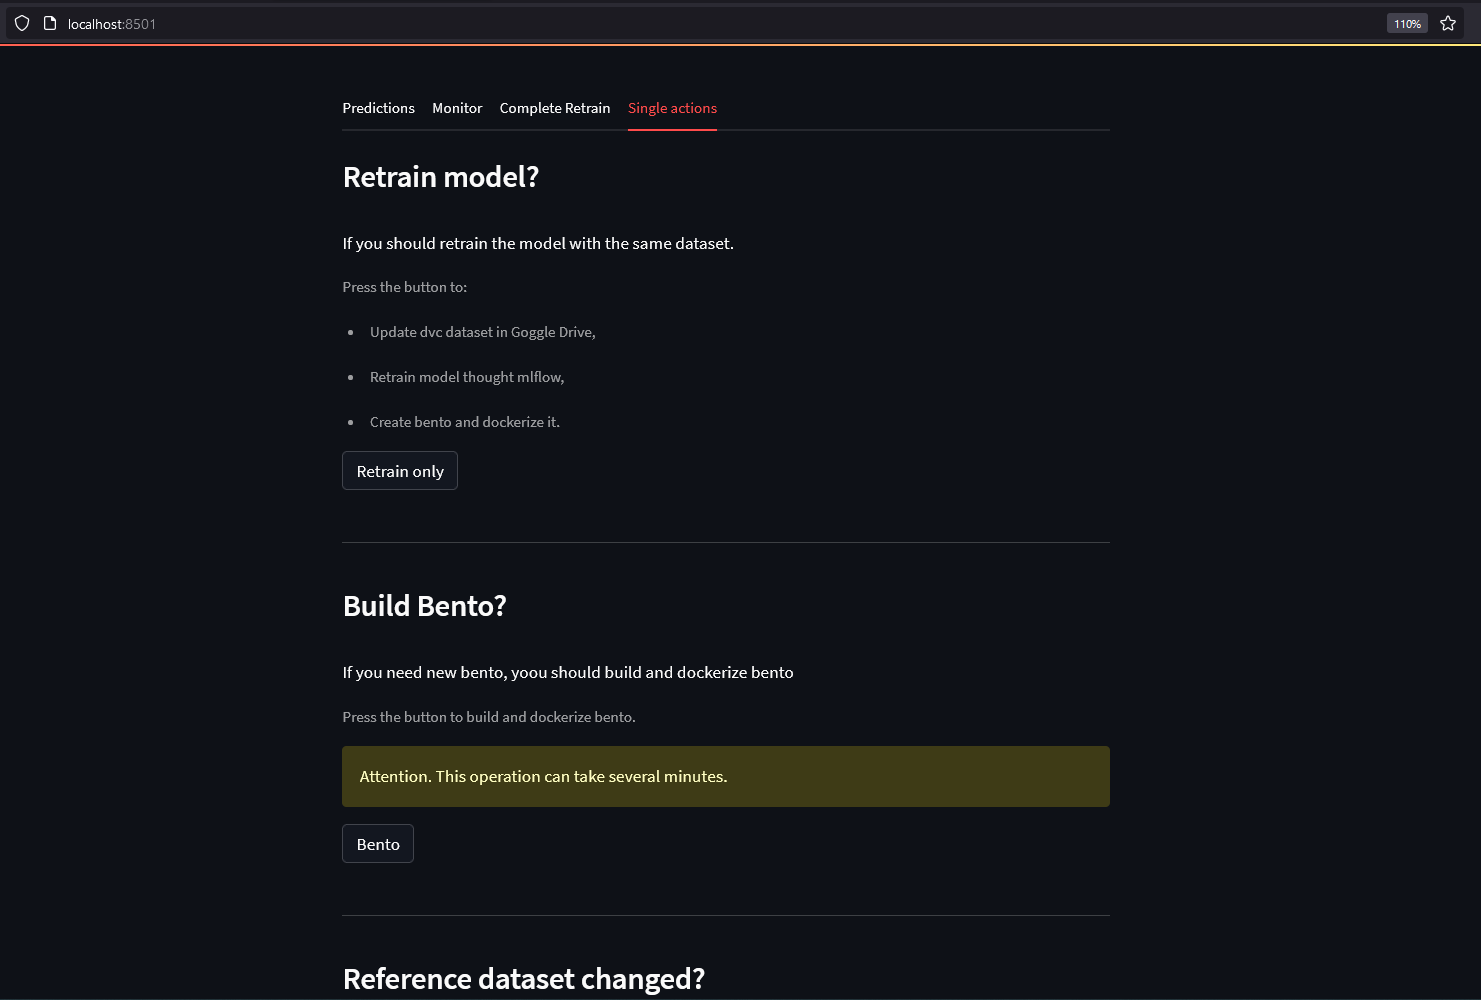 localhost:8501
110%
Predictions Monitor Complete Retrain Single actions
Retrain model?
If you should retrain the model with the same dataset.
Press the button to:
Update dvc dataset in Goggle Drive,
Retrain model thought mlflow,
Create bento and dockerize it.
Retrain only
Build Bento?
If you need new bento, yoou should build and dockerize bento
Press the button to build and dockerize bento.
Attention. This operation can take several minutes.
Bento
Reference dataset changed?